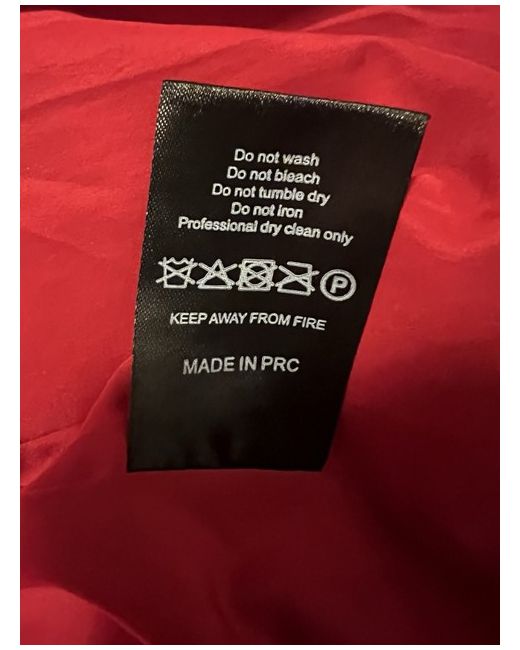 Do not wash
Do not bleach
Do not tumble dry
Do not iron
Professional dry clean only
P
KEEP AWAY FROM FIRE
MADE IN PRC